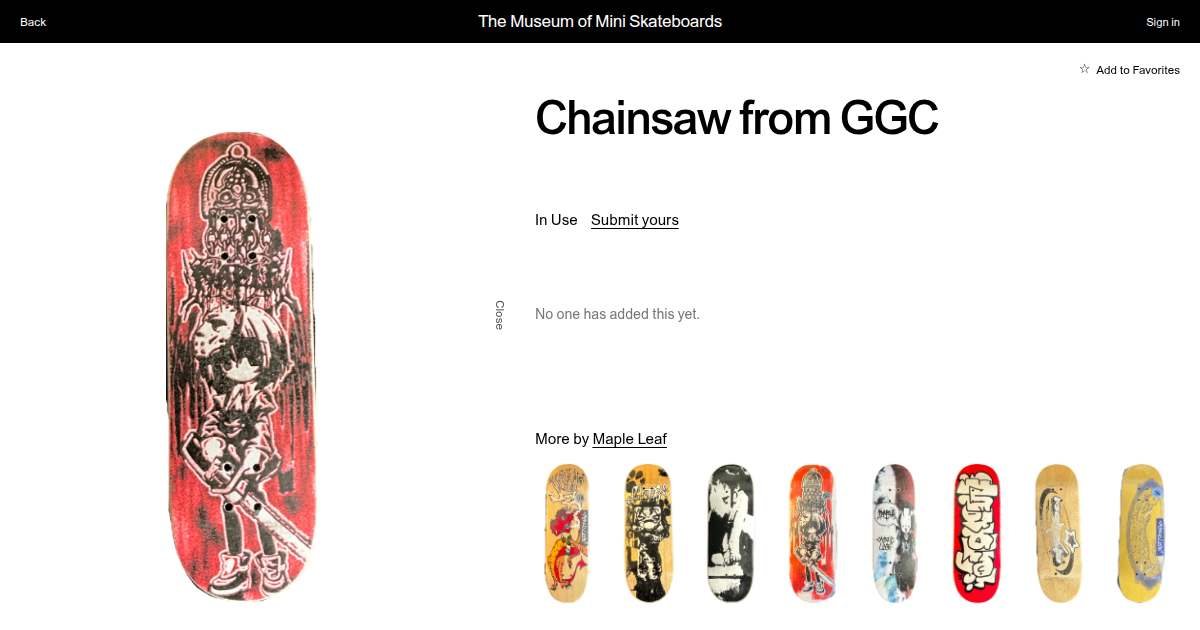 Back
The Museum of Mini Skateboards
Sign in
☆ Add to Favorites
Chainsaw from GGC
In Use Submit yours
Close
No one has added this yet.
MAPLE
More by Maple Leaf